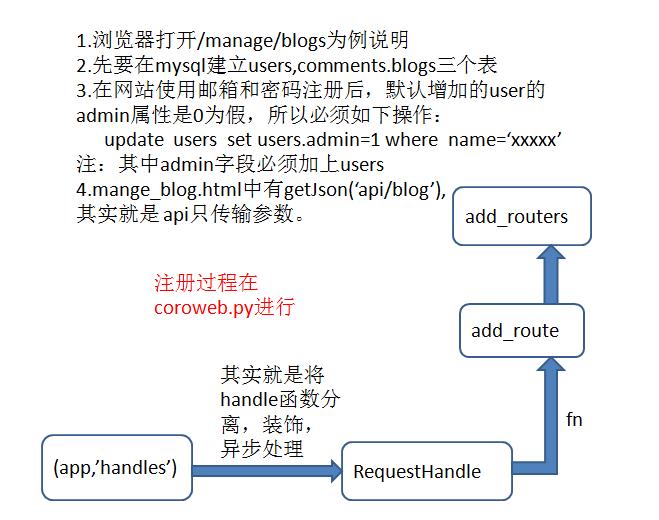 1.浏览器打开/manage/blogs为例说明
2.先要在mysql建立users,comments.blogs三个表
3.在网站使用邮箱和密码注册后，默认增加的user的
admin属性是0为假，所以必须如下操作：
update users set users.admin=1 where name=‘xxxxx’
注：其中admin字段必须加上users
4.mange_blog.html中有getJson(‘api/blog’),
其实就是api只传输参数。
add_routers
注册过程在
coroweb.py进行
add_route
其实就是将
handle函数分
离，装饰，
异步处理
fn
(app,’handles’)
RequestHandle